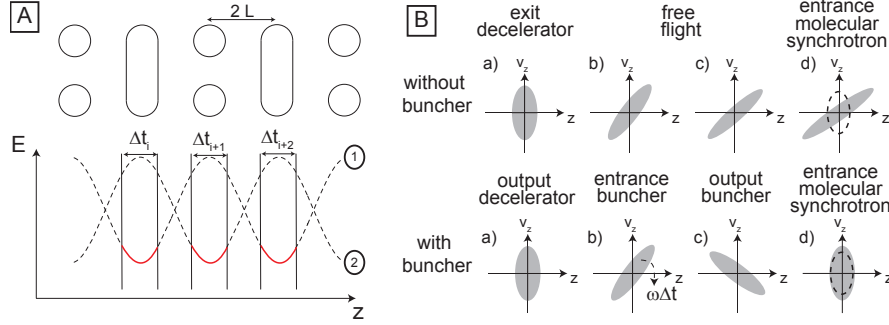 A
2 L
E
Δt_i
Δt_{i+1}
Δt_{i+2}
1
2
z
B
exit
decelerator
free
flight
entrance
molecular
synchrotron
without
buncher
a)
v_z
z
b)
v_z
z
c)
v_z
z
d)
v_z
z
output
decelerator
entrance
buncher
output
buncher
entrance
molecular
synchrotron
with
buncher
a)
v_z
z
b)
v_z
z
ωΔt
c)
v_z
z
d)
v_z
z